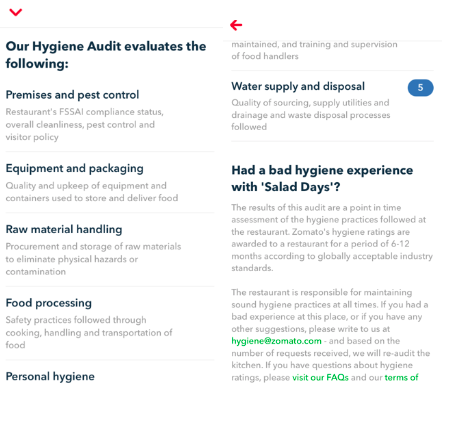 Our Hygiene Audit evaluates the
following:
Premises and pest control
Restaurant's FSSAI compliance status,
overall cleanliness, pest control and
visitor policy
Equipment and packaging
Quality and upkeep of equipment and
containers used to store and deliver food
Raw material handling
Procurement and storage of raw materials
to eliminate physical hazards or
contamination
Food processing
Safety practices followed through
cooking, handling and transportation of
food
Personal hygiene
maintained, and training and supervision
of food handlers
Water supply and disposal 5
Quality of sourcing, supply utilities and
drainage and waste disposal processes
followed
Had a bad hygiene experience
with 'Salad Days'?
The results of this audit are a point in time
assessment of the hygiene practices followed at
the restaurant. Zomato's hygiene ratings are
awarded to a restaurant for a period of 6-12
months according to globally acceptable industry
standards.
The restaurant is responsible for maintaining
sound hygiene practices at all times. If you had a
bad experience at this place, or if you have any
other suggestions, please write to us at
hygiene@zomato.com - and based on the
number of requests received, we will re-audit the
kitchen. If you have questions about hygiene
ratings, please visit our FAQs and our terms of